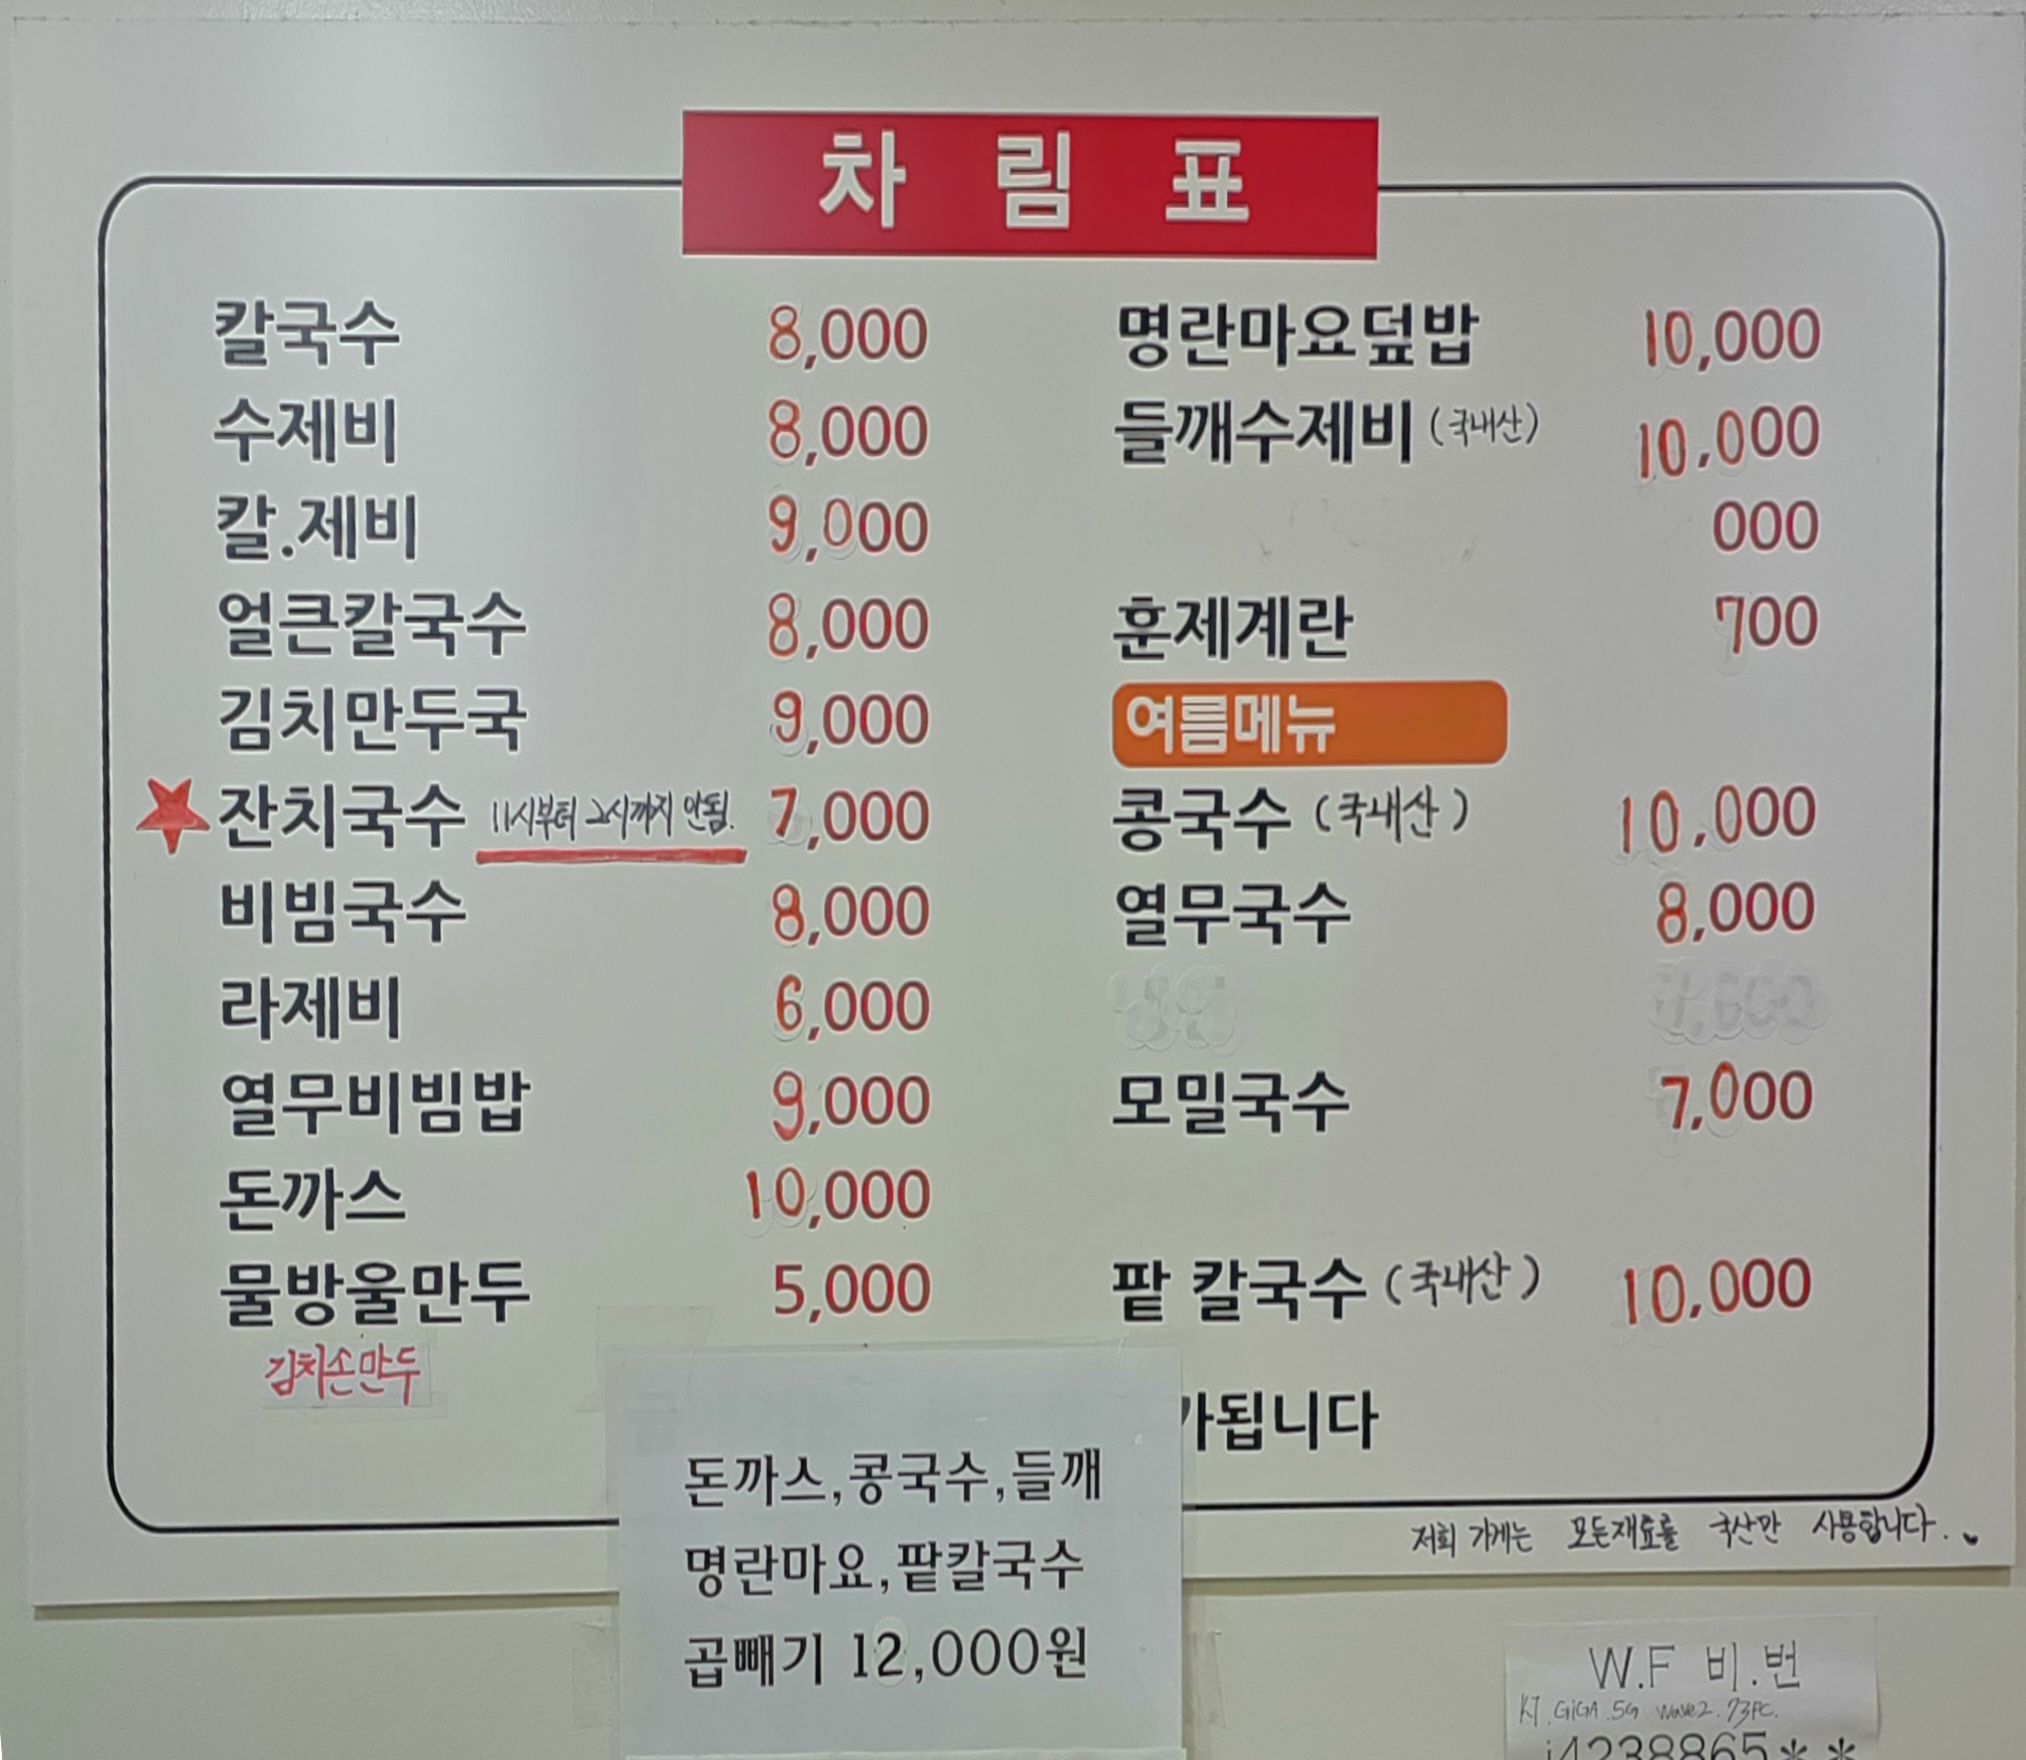 차 림 표
칼국수 8,000
수제비 8,000
칼.제비 9,000
얼큰칼국수 8,000
김치만두국 9,000
잔치국수 11시부터 2시까지 안됨. 7,000
비빔국수 8,000
라제비 6,000
열무비빔밥 9,000
돈까스 10,000
물방울만두 5,000
김치손만두
명란마요덮밥 10,000
들깨수제비 (국내산) 10,000
000
훈제계란 700
여름메뉴
콩국수 (국내산) 10,000
열무국수 8,000
모밀국수 7,000
팥 칼국수 (국내산) 10,000
가됩니다
돈까스,콩국수,들깨
명란마요,팥칼국수
곱빼기 12,000원
저희 가게는 모든재료를 국산만 사용합니다.
W.F 비.번
KT.GiGA.5G.Wave2.73FC.
i4238865**